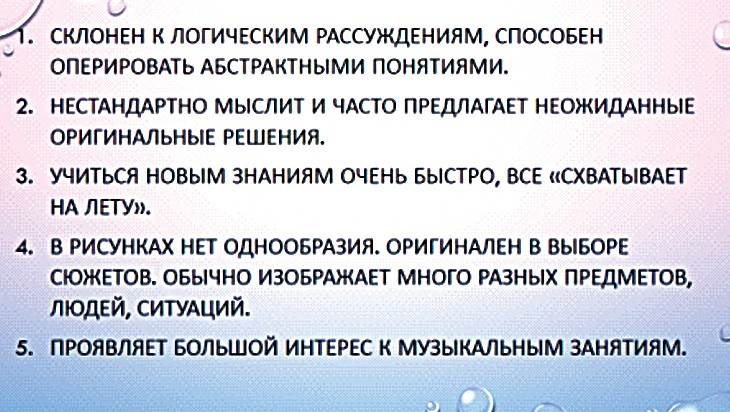 1. СКЛОНЕН К ЛОГИЧЕСКИМ РАССУЖДЕНИЯМ, СПОСОБЕН
ОПЕРИРОВАТЬ АБСТРАКТНЫМИ ПОНЯТИЯМИ.
2. НЕСТАНДАРТНО МЫСЛИТ И ЧАСТО ПРЕДЛАГАЕТ НЕОЖИДАННЫЕ
ОРИГИНАЛЬНЫЕ РЕШЕНИЯ.
3. УЧИТЬСЯ НОВЫМ ЗНАНИЯМ ОЧЕНЬ БЫСТРО, ВСЕ «СХВАТЫВАЕТ
НА ЛЕТУ».
4. В РИСУНКАХ НЕТ ОДНООБРАЗИЯ. ОРИГИНАЛЕН В ВЫБОРЕ
СЮЖЕТОВ. ОБЫЧНО ИЗОБРАЖАЕТ МНОГО РАЗНЫХ ПРЕДМЕТОВ,
ЛЮДЕЙ, СИТУАЦИЙ.
5. ПРОЯВЛЯЕТ БОЛЬШОЙ ИНТЕРЕС К МУЗЫКАЛЬНЫМ ЗАНЯТИЯМ.